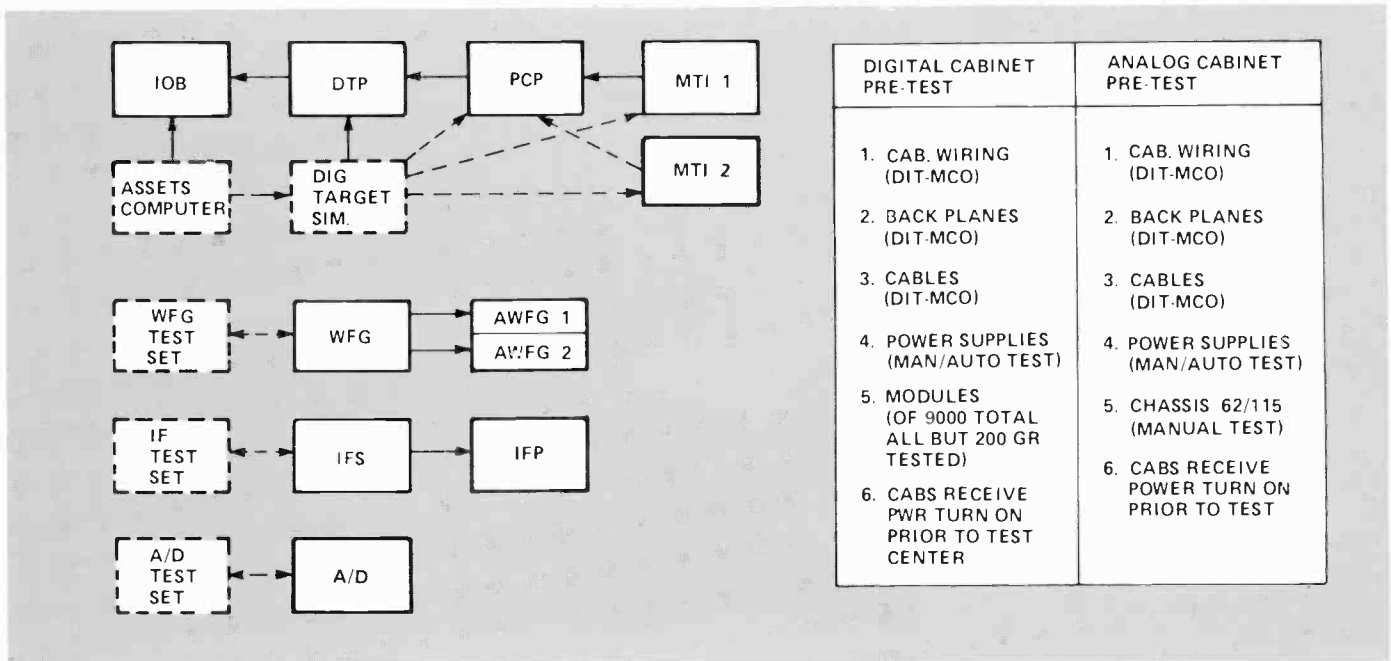 IOB
DTP
PCP
MTI 1
MTI 2
ASSETS
COMPUTER
DIG
TARGET
SIM.
WFG
TEST
SET
WFG
AWFG 1
AWFG 2
IF
TEST
SET
IFS
IFP
A/D
TEST
SET
A/D
DIGITAL CABINET
PRE-TEST
1. CAB. WIRING
(DIT-MCO)
2. BACK PLANES
(DIT-MCO)
3. CABLES
(DIT-MCO)
4. POWER SUPPLIES
(MAN/AUTO TEST)
5. MODULES
(OF 9000 TOTAL
ALL BUT 200 GR
TESTED)
6. CABS RECEIVE
PWR TURN ON
PRIOR TO TEST
CENTER
ANALOG CABINET
PRE-TEST
1. CAB. WIRING
(DIT-MCO)
2. BACK PLANES
(DIT-MCO)
3. CABLES
(DIT-MCO)
4. POWER SUPPLIES
(MAN/AUTO TEST)
5. CHASSIS 62/115
(MANUAL TEST)
6. CABS RECEIVE
POWER TURN ON
PRIOR TO TEST